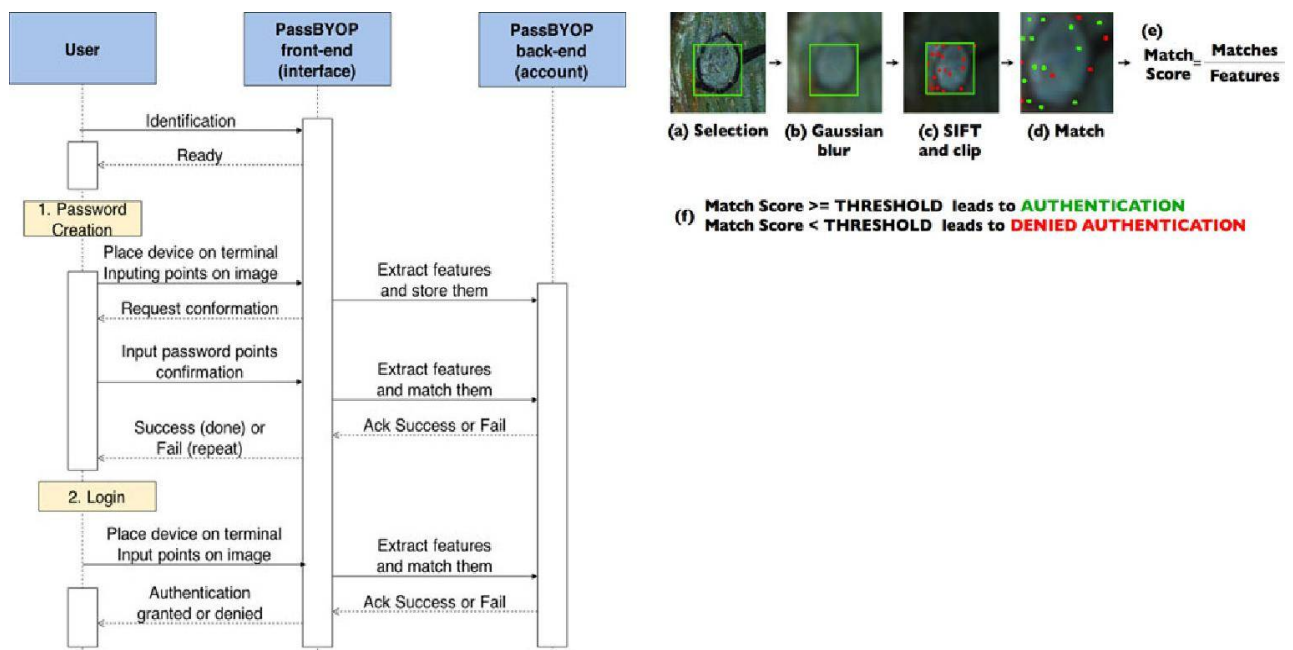 User
PassBYOP
front-end
(interface)
PassBYOP
back-end
(account)
Identification
Ready
1. Password
Creation
Place device on terminal
Inputing points on image
Extract features
and store them
Request conformation
Input password points
confirmation
Extract features
and match them
Ack Success or Fail
Success (done) or
Fail (repeat)
2. Login
Place device on terminal
Input points on image
Extract features
and match them
Ack Success or Fail
Authentication
granted or denied
(a) Selection
(b) Gaussian
blur
(c) SIFT
and clip
(d) Match
(e)
Match
Score
=
Matches
Features
(f)
Match Score >= THRESHOLD leads to AUTHENTICATION
Match Score < THRESHOLD leads to DENIED AUTHENTICATION